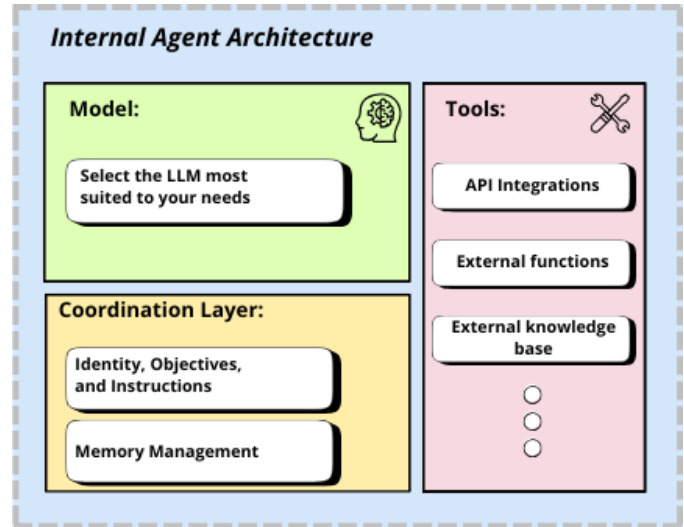 Internal Agent Architecture
Model:
Select the LLM most
suited to your needs
Coordination Layer:
Identity, Objectives,
and Instructions
Memory Management
Tools:
API Integrations
External functions
External knowledge
base